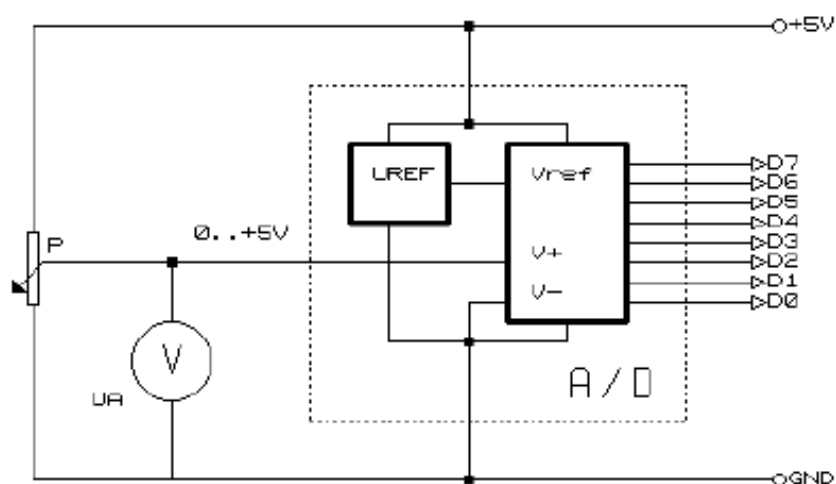 +5V
UREF
Vref
D7
D6
D5
D4
D3
D2
D1
D0
P
0..+5V
V+
V-
V
UA
A/D
GND